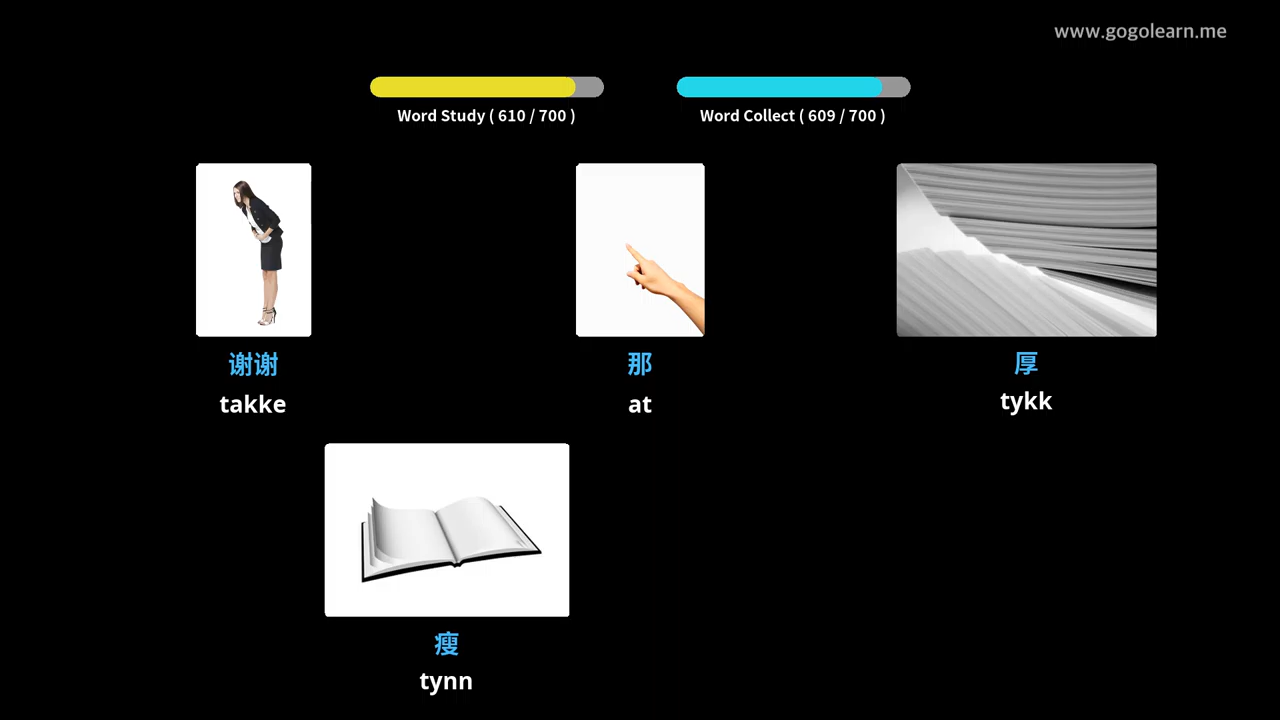 www.gogolearn.me
Word Study ( 610 / 700 )
Word Collect ( 609 / 700 )
谢谢
takke
那
at
厚
tykk
瘦
tynn